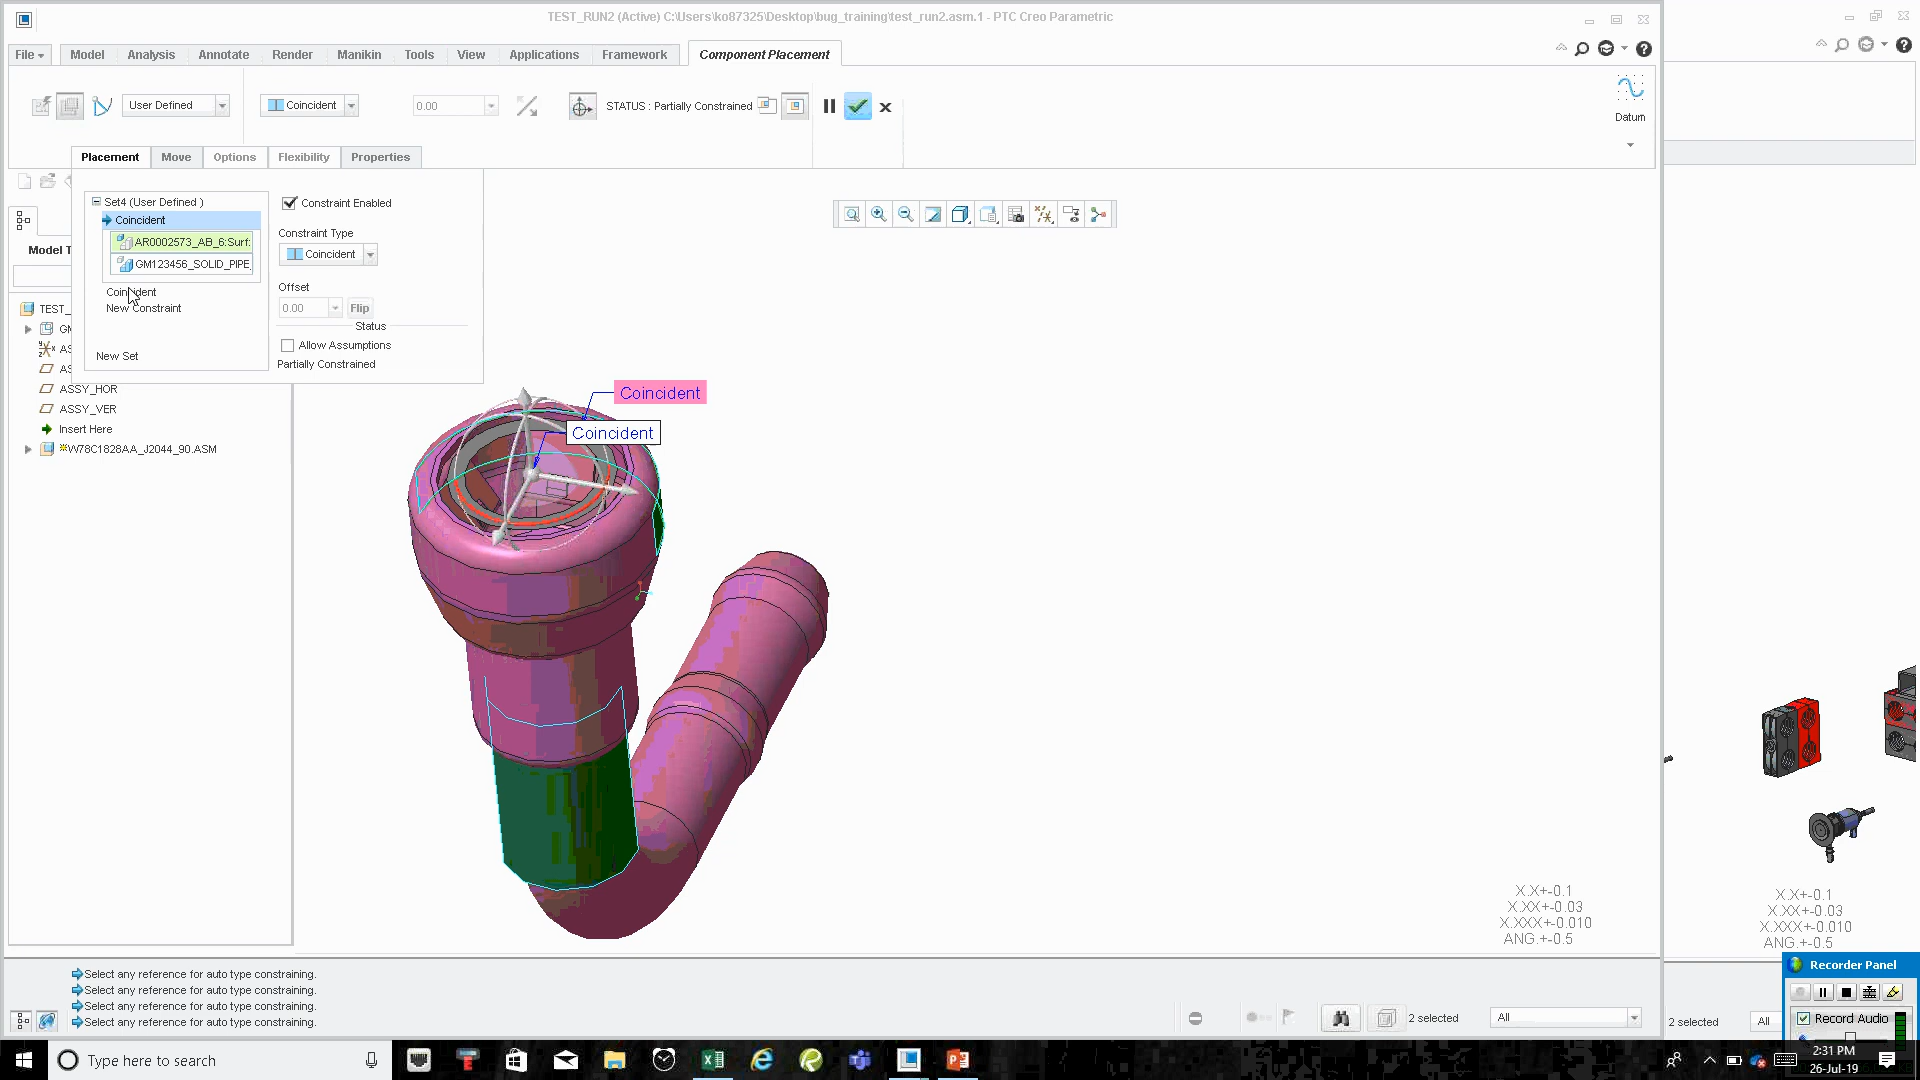 TEST_RUN2 (Active) C:\Users\ko87325\Desktop\bug_training\test_run2.asm.1 - PTC Creo Parametric
File Model Analysis Annotate Render Manikin Tools View Applications Framework Component Placement
User Defined Coincident 0.00 STATUS : Partially Constrained
Datum
Placement Move Options Flexibility Properties
Set4 (User Defined )
Coincident
AR0002573_AB_6:Surf:
GM123456_SOLID_PIPE_
Coincident
New Constraint
New Set
Constraint Enabled
Constraint Type
Coincident
Offset
0.00 Flip
Status
Allow Assumptions
Partially Constrained
Model T
TEST_
GM
AS
AS
ASSY_HOR
ASSY_VER
Insert Here
W78C1828AA_J2044_90.ASM
Coincident
Coincident
X.X+-0.1
X.XX+-0.03
X.XXX+-0.010
ANG.+-0.5
X.X+-0.1
X.XX+-0.03
X.XXX+-0.010
ANG.+-0.5
Select any reference for auto type constraining.
Select any reference for auto type constraining.
Select any reference for auto type constraining.
Select any reference for auto type constraining.
2 selected All
2 selected All
Recorder Panel
Record Audio
Type here to search
2:31 PM
26-Jul-19